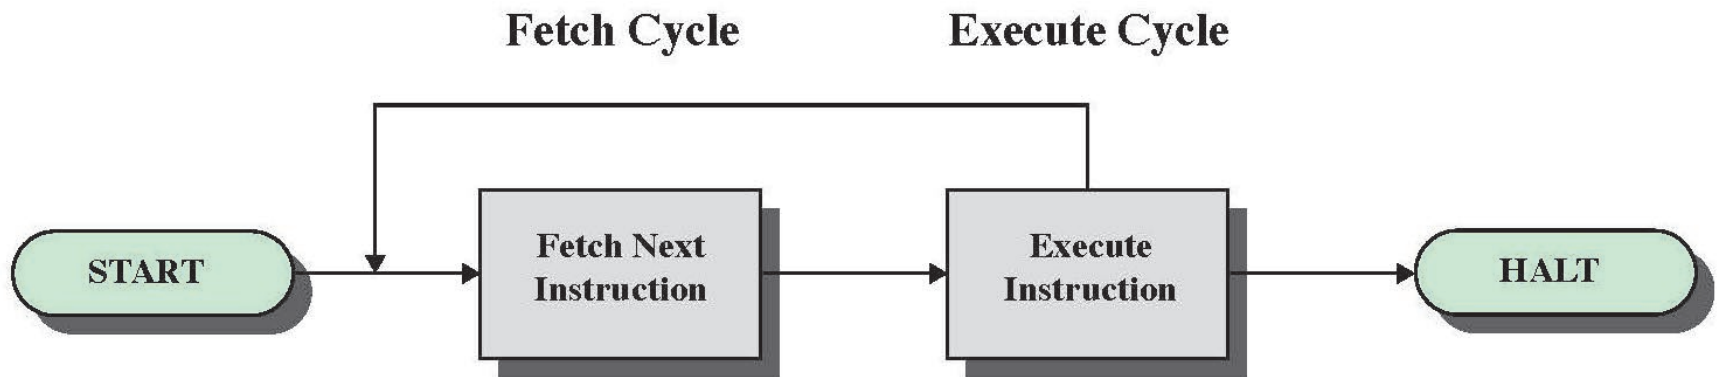 Fetch Cycle
Execute Cycle
START
Fetch Next
Instruction
Execute
Instruction
HALT